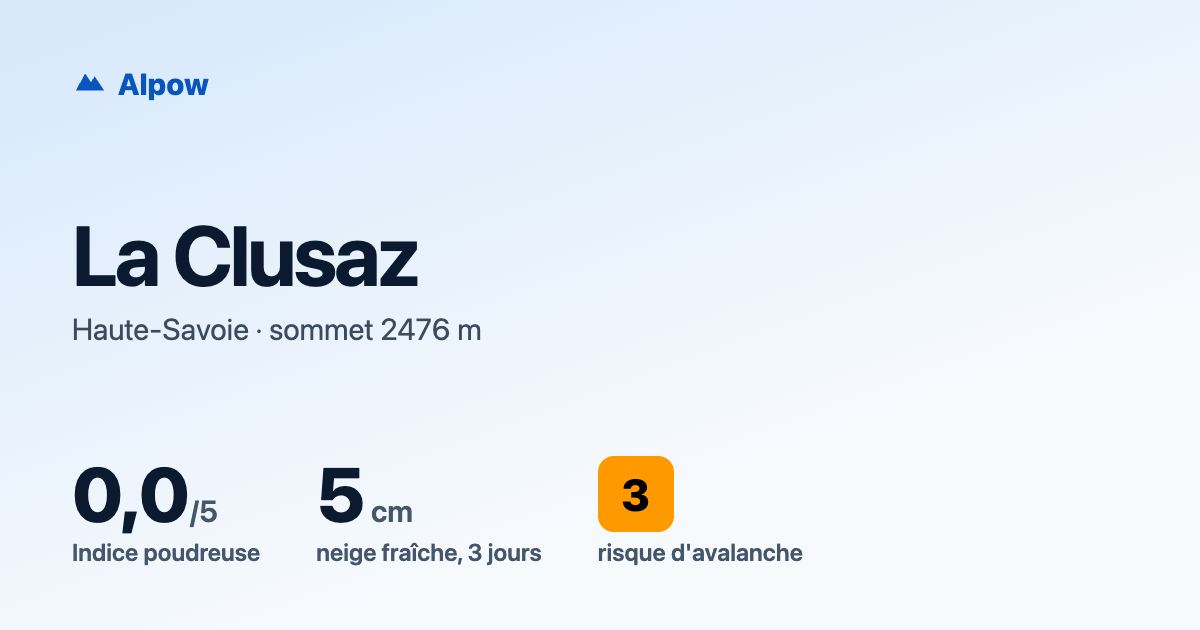 Alpow
La Clusaz
Haute-Savoie · sommet 2476 m
0,0/5
Indice poudreuse
5 cm
neige fraîche, 3 jours
3
risque d'avalanche